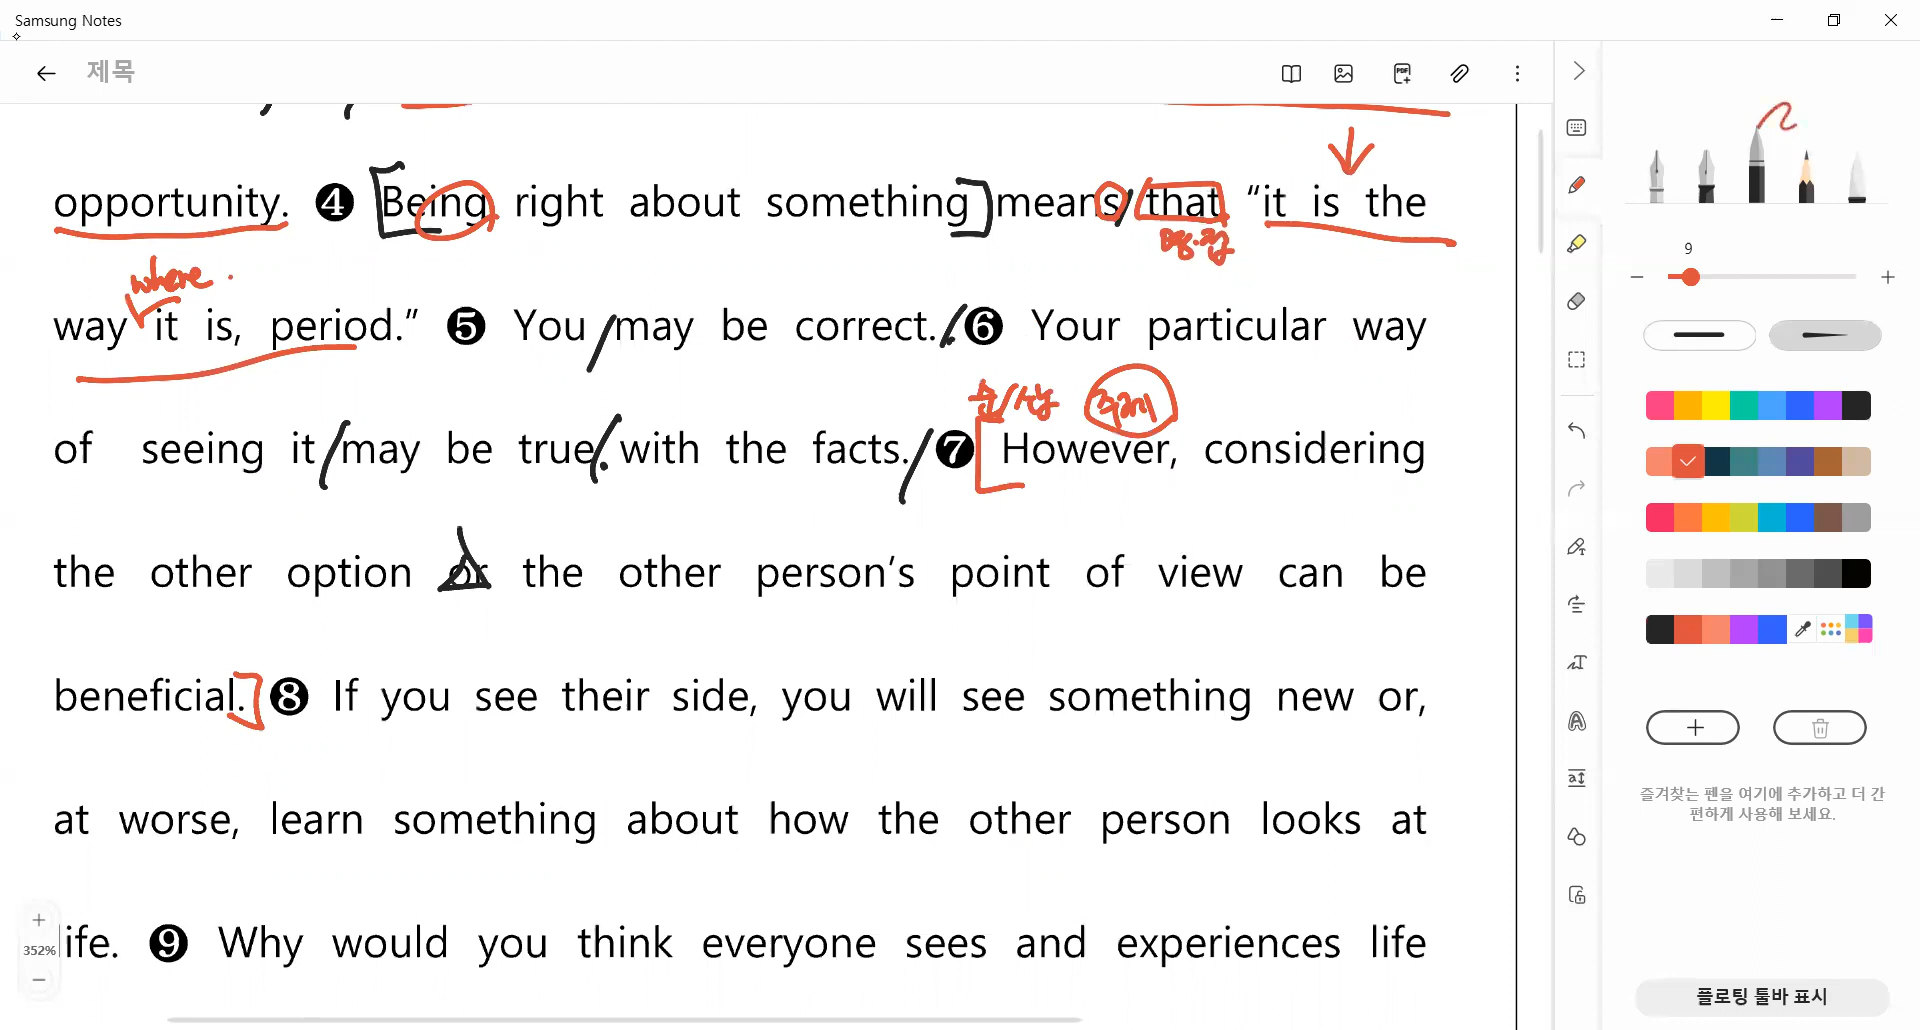 Samsung Notes
제목
opportunity. ❹ Being right about something means that “it is the
명.접
where
way it is, period.” ❺ You may be correct. ❻ Your particular way
순/삽 주제
of seeing it may be true with the facts. ❼ However, considering
the other option or the other person’s point of view can be
beneficial. ❽ If you see their side, you will see something new or,
at worse, learn something about how the other person looks at
life. ❾ Why would you think everyone sees and experiences life
352%
9
즐겨찾는 펜을 여기에 추가하고 더 간
편하게 사용해 보세요.
플로팅 툴바 표시